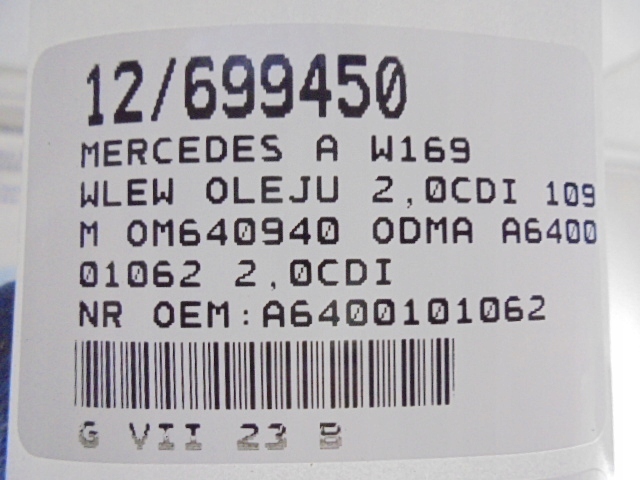 12/699450
MERCEDES A W169
WLEW OLEJU 2,0CDI 109
M OM640940 ODMA A6400
01062 2,0CDI
NR OEM:A6400101062
G VII 23 B